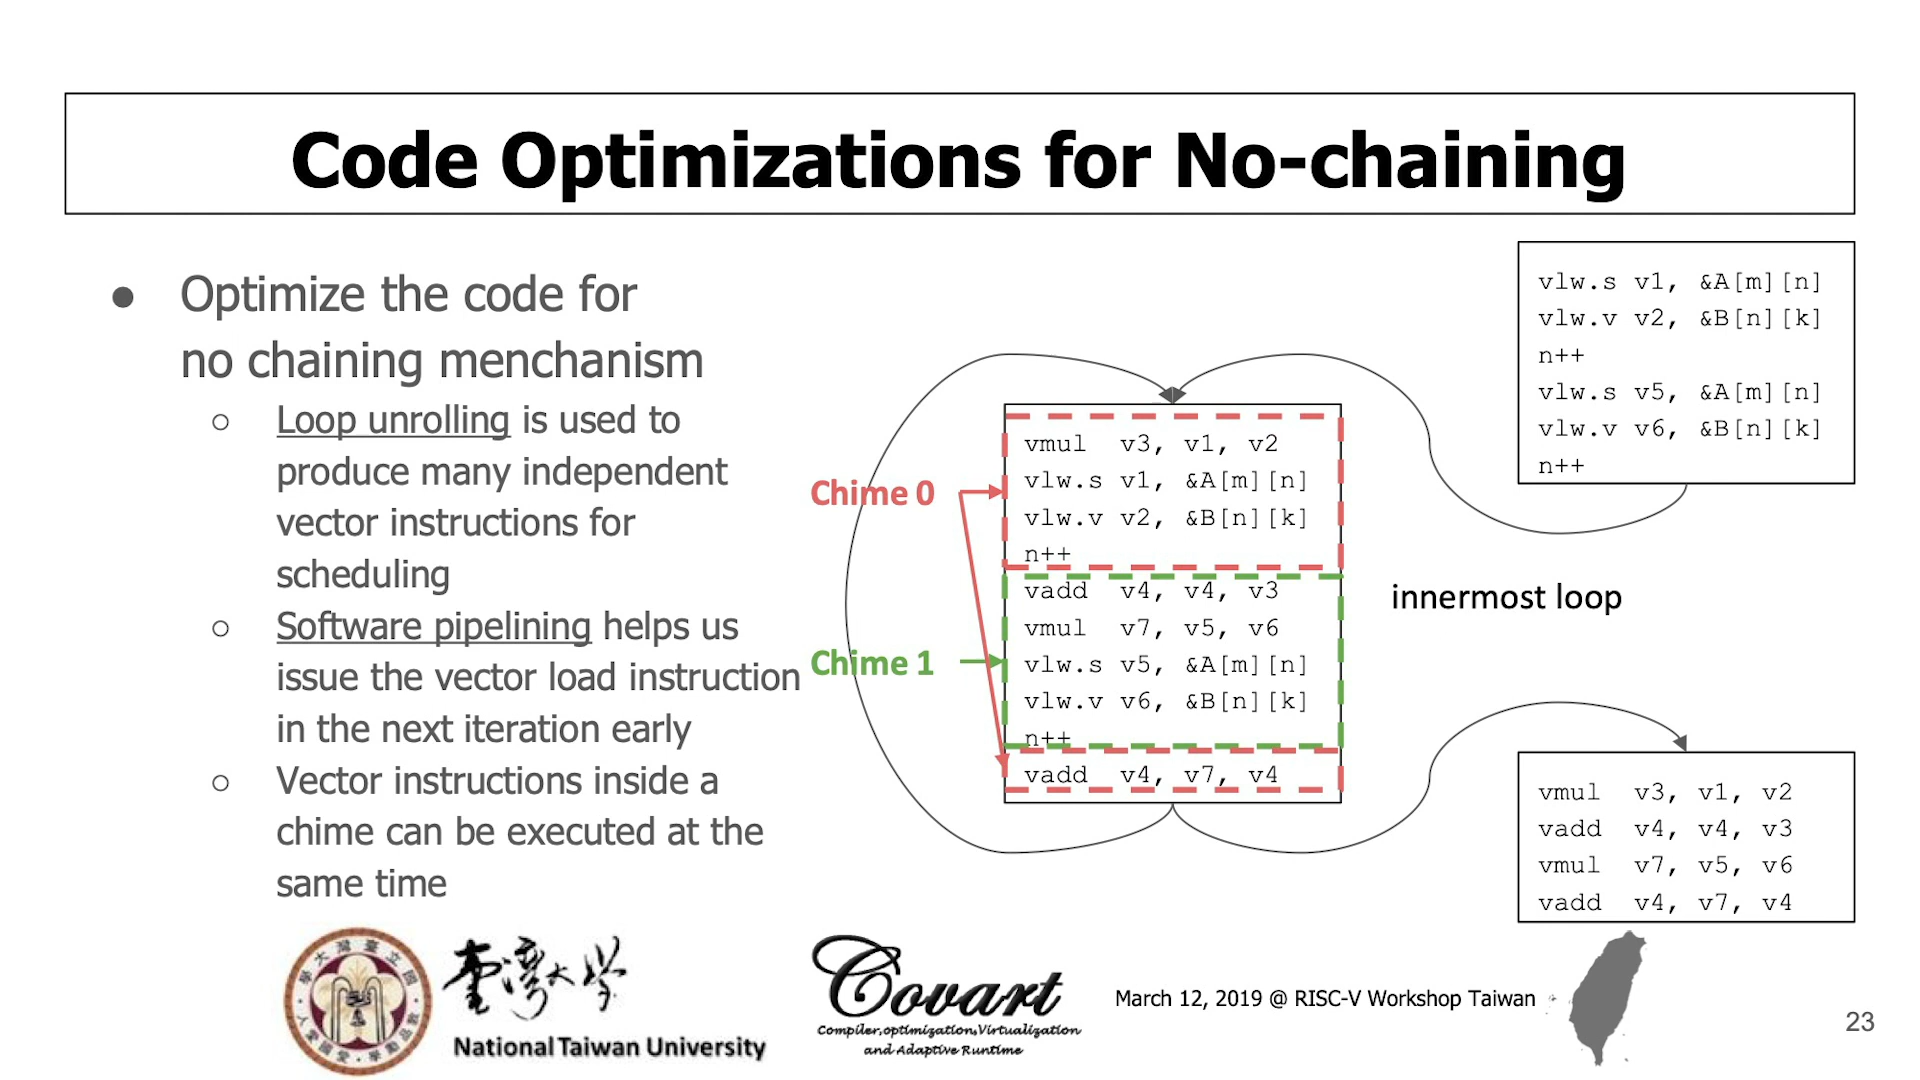 Code Optimizations for No-chaining
● Optimize the code for
no chaining menchanism
○ Loop unrolling is used to
produce many independent
vector instructions for
scheduling
○ Software pipelining helps us
issue the vector load instruction
in the next iteration early
○ Vector instructions inside a
chime can be executed at the
same time
Chime 0
Chime 1
vmul v3, v1, v2
vlw.s v1, &A[m][n]
vlw.v v2, &B[n][k]
n++
vadd v4, v4, v3
vmul v7, v5, v6
vlw.s v5, &A[m][n]
vlw.v v6, &B[n][k]
n++
vadd v4, v7, v4
vlw.s v1, &A[m][n]
vlw.v v2, &B[n][k]
n++
vlw.s v5, &A[m][n]
vlw.v v6, &B[n][k]
n++
innermost loop
vmul v3, v1, v2
vadd v4, v4, v3
vmul v7, v5, v6
vadd v4, v7, v4
臺灣大學
National Taiwan University
Covart
Compiler,optimization,Virtualization
and Adaptive Runtime
March 12, 2019 @ RISC-V Workshop Taiwan
23